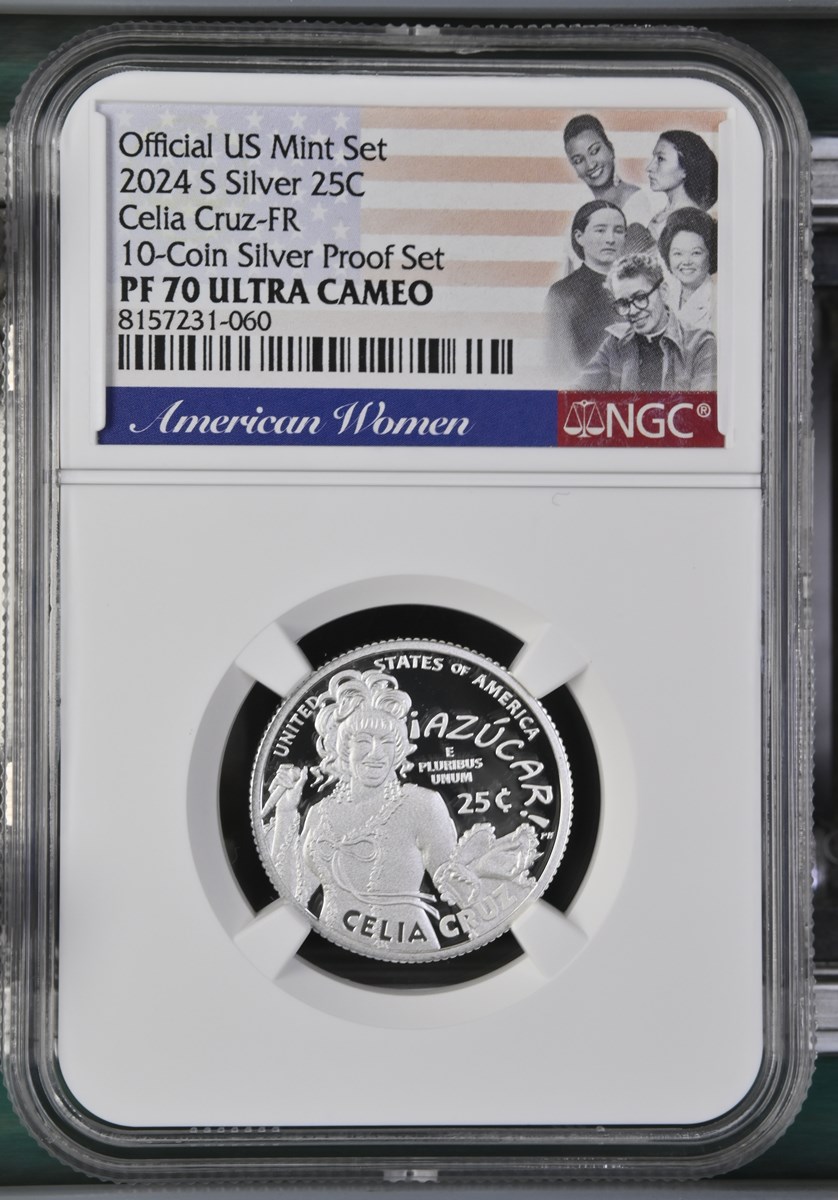 Official US Mint Set
2024 S Silver 25C
Celia Cruz-FR
10-Coin Silver Proof Set
PF 70 ULTRA CAMEO
8157231-060
American Women
NGC®
UNITED STATES OF AMERICA
¡AZÚCAR!
E
PLURIBUS
UNUM
25¢
CELIA CRUZ